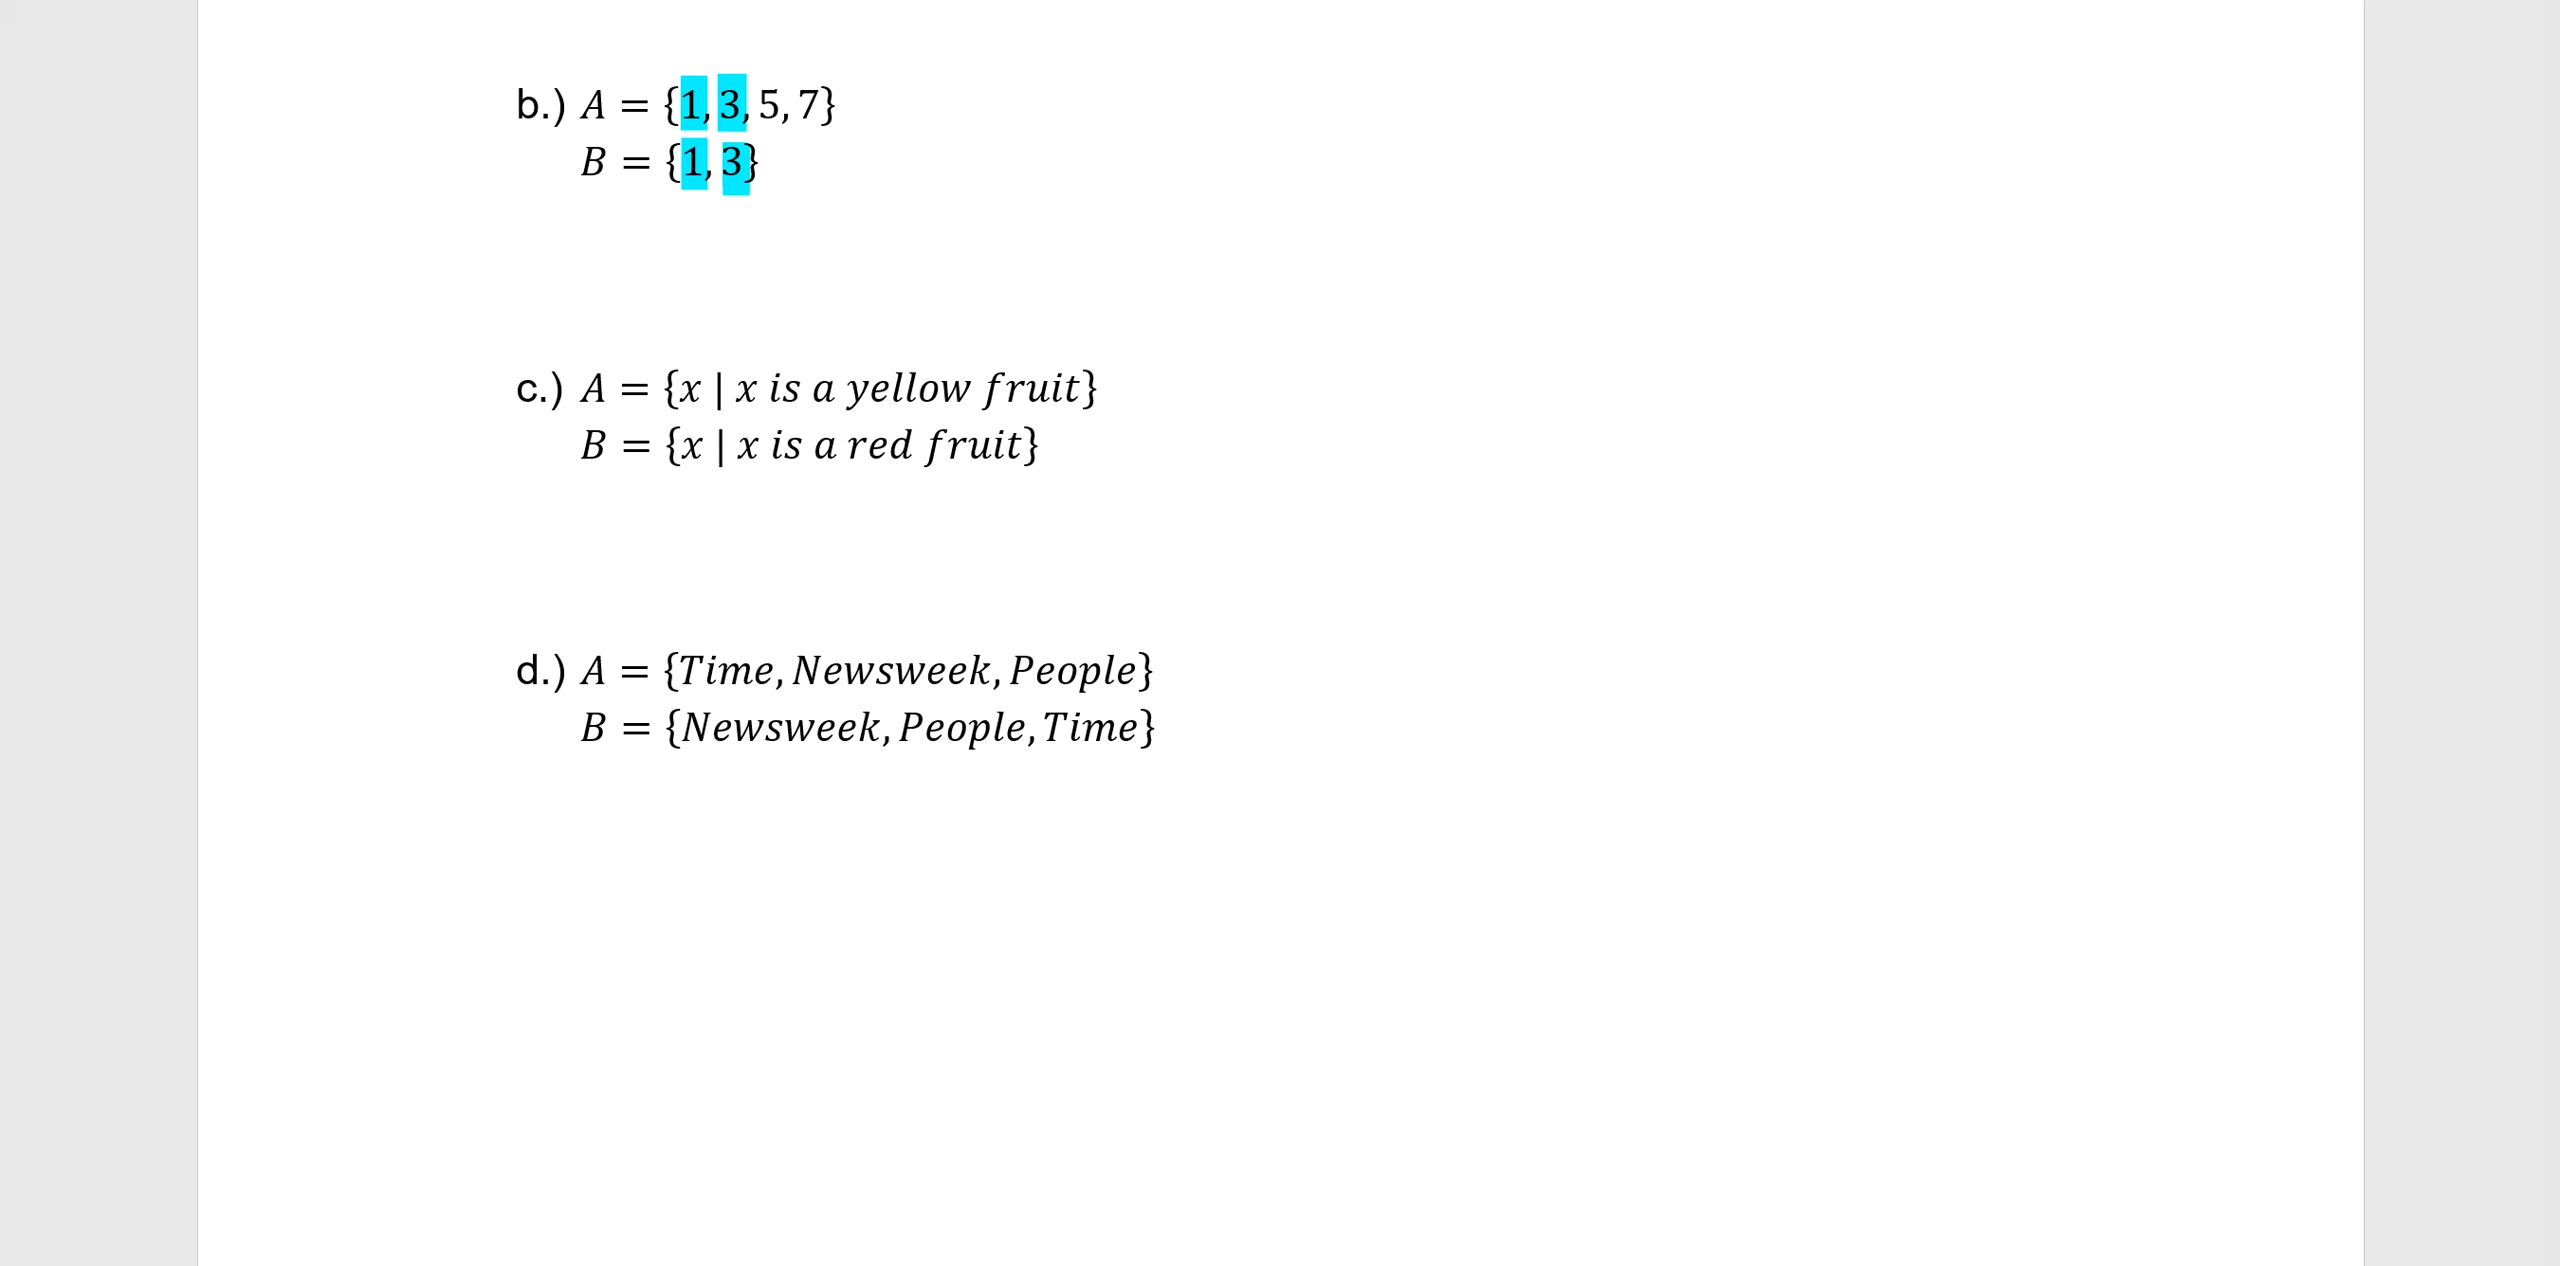 b.) A = {1, 3, 5, 7}
B = {1, 3}
c.) A = {x | x is a yellow fruit}
B = {x | x is a red fruit}
d.) A = {Time, Newsweek, People}
B = {Newsweek, People, Time}